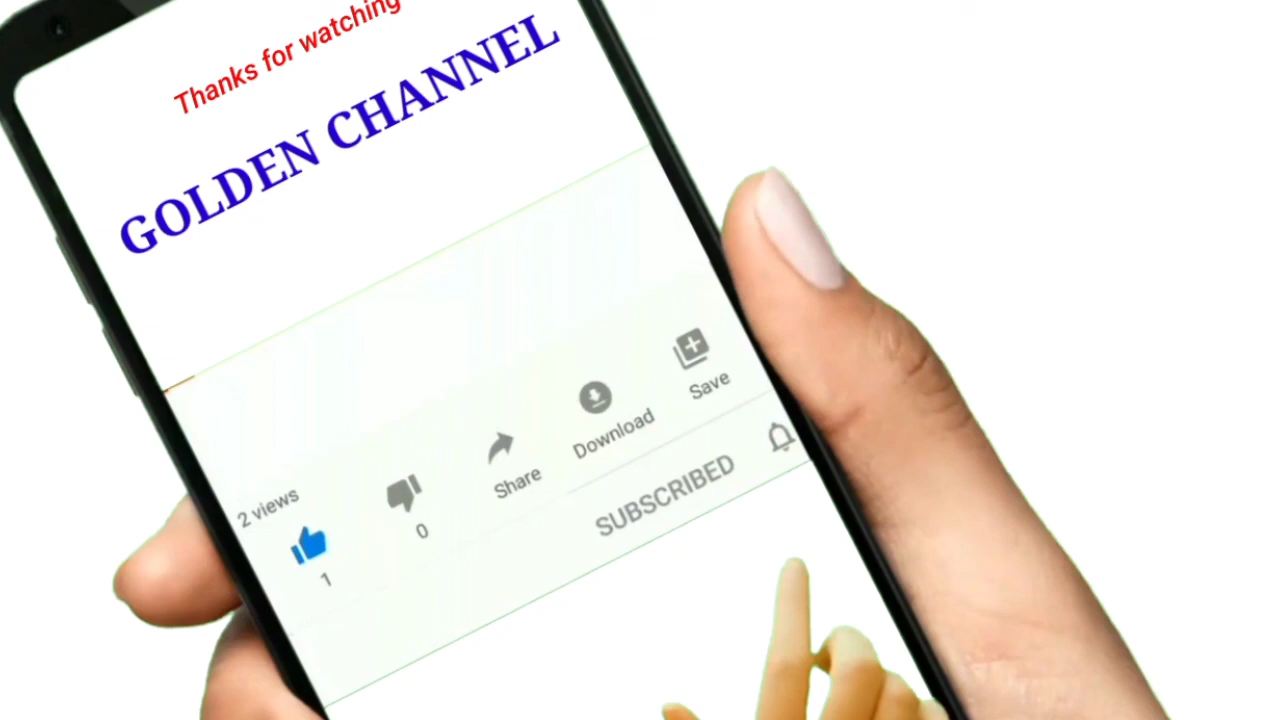 Thanks for watching
GOLDEN CHANNEL
2 views
1
0
Share
Download
Save
SUBSCRIBED